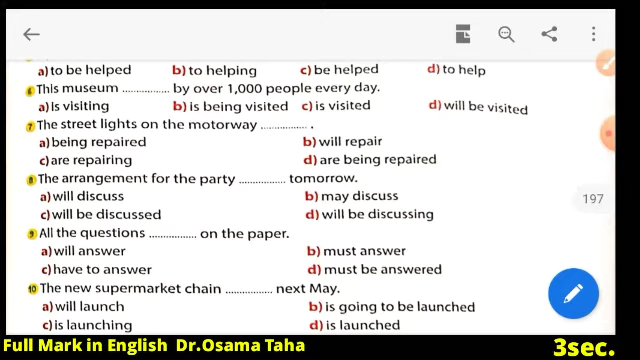 a) to be helped b) to helping c) be helped d) to help
6 This museum ............... by over 1,000 people every day.
a) is visiting b) is being visited c) is visited d) will be visited
7 The street lights on the motorway ............... .
a) being repaired b) will repair
c) are repairing d) are being repaired
8 The arrangement for the party ............... tomorrow.
a) will discuss b) may discuss
c) will be discussed d) will be discussing
197
9 All the questions ............... on the paper.
a) will answer b) must answer
c) have to answer d) must be answered
10 The new supermarket chain ............... next May.
a) will launch b) is going to be launched
c) is launching d) is launched
Full Mark in English Dr.Osama Taha 3sec.